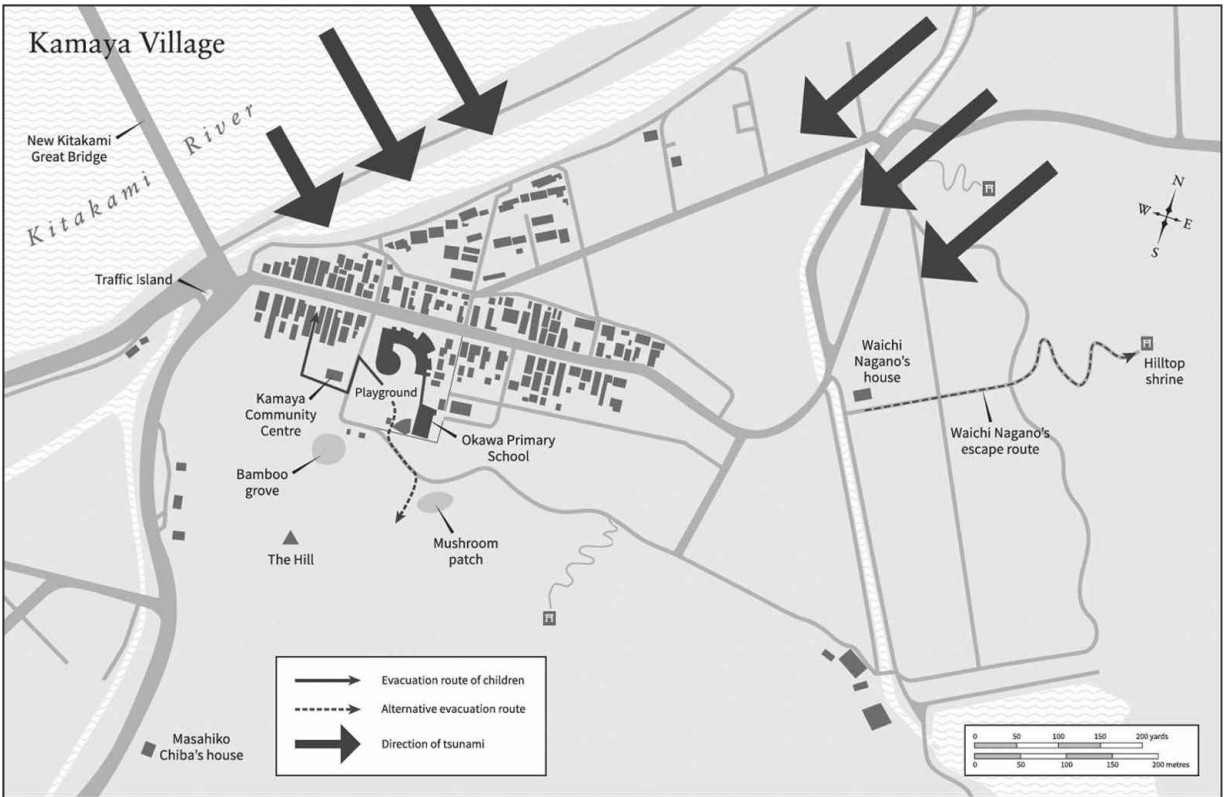 Kamaya Village
New Kitakami
Great Bridge
Kitakami River
Traffic Island
N
W E
S
Waichi
Nagano's
house
Hilltop
shrine
Kamaya
Community
Centre
Playground
Okawa Primary
School
Waichi Nagano's
escape route
Bamboo
grove
The Hill
Mushroom
patch
Masahiko
Chiba's house
Evacuation route of children
Alternative evacuation route
Direction of tsunami
0 50 100 150 200 yards
0 50 100 150 200 metres